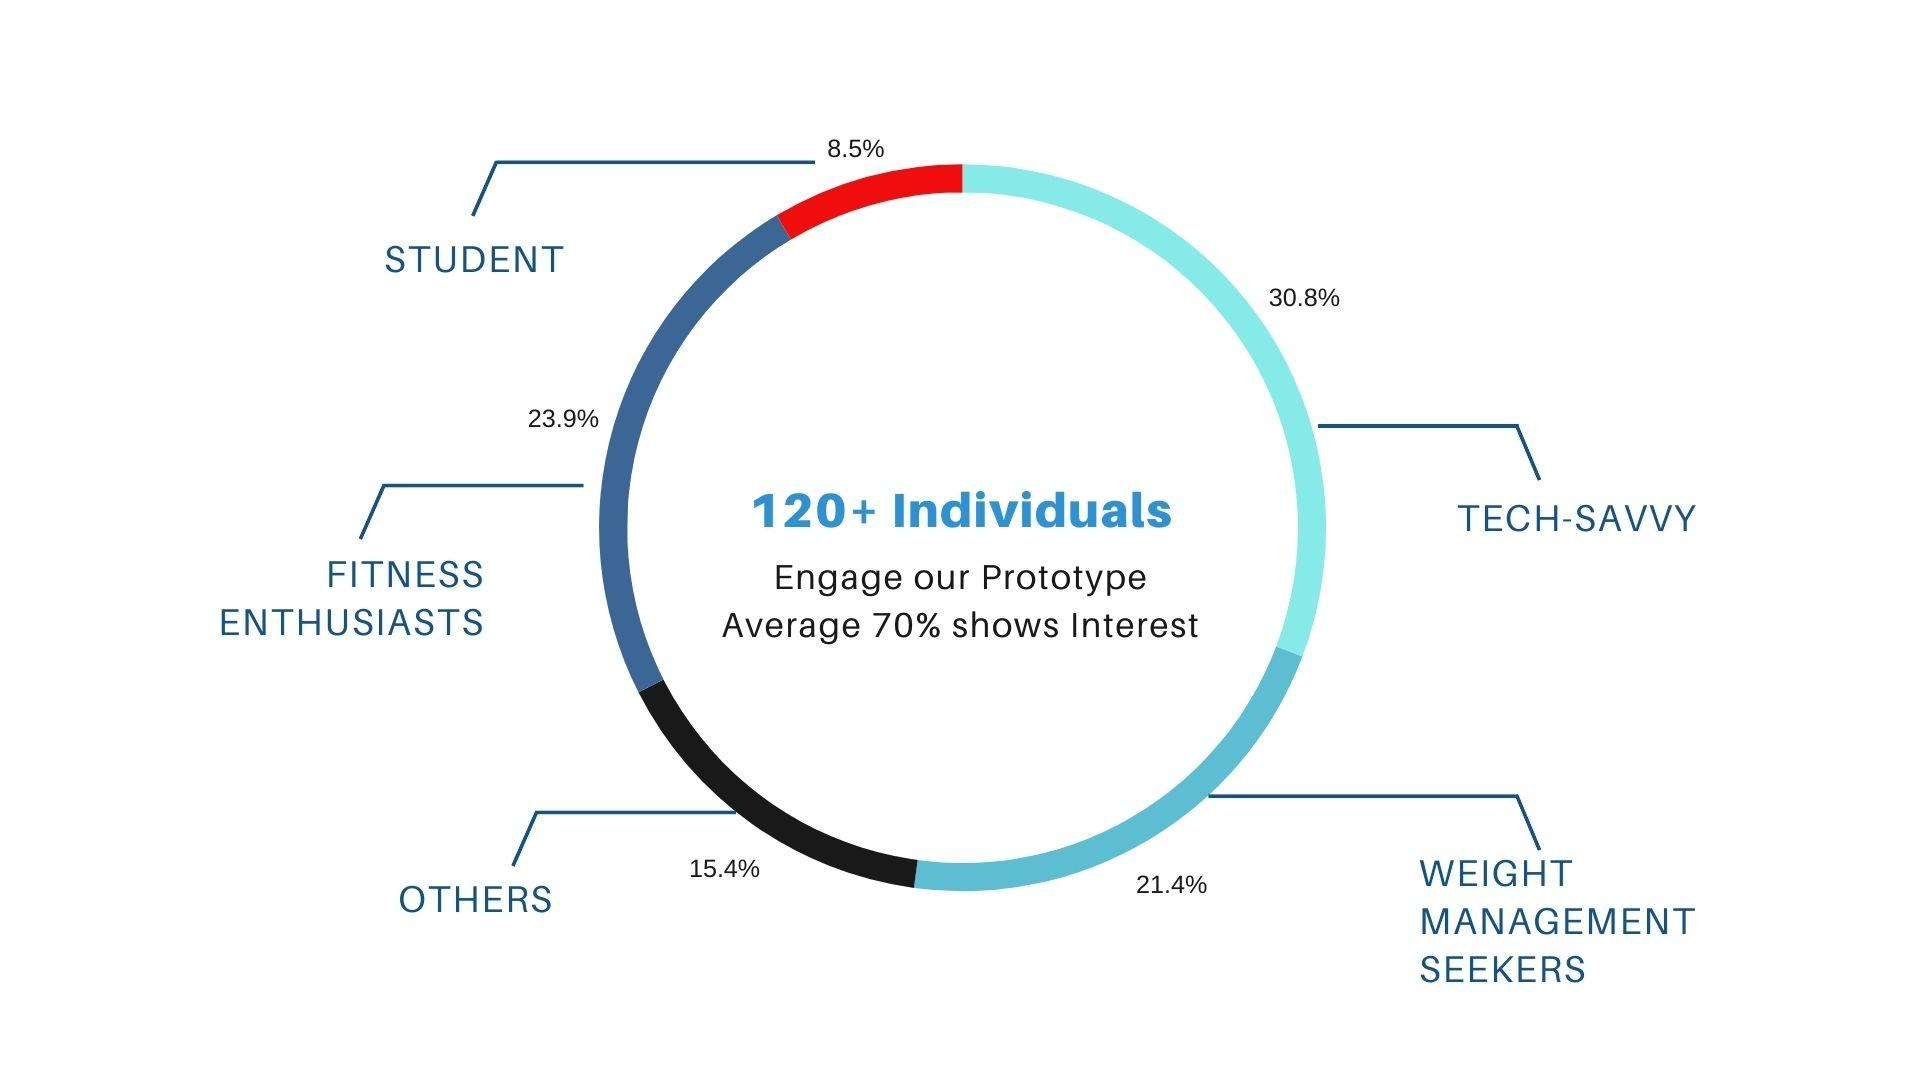 8.5%
STUDENT
30.8%
23.9%
TECH-SAVVY
120+ Individuals
Engage our Prototype
Average 70% shows Interest
FITNESS
ENTHUSIASTS
15.4%
OTHERS
21.4%
WEIGHT
MANAGEMENT
SEEKERS